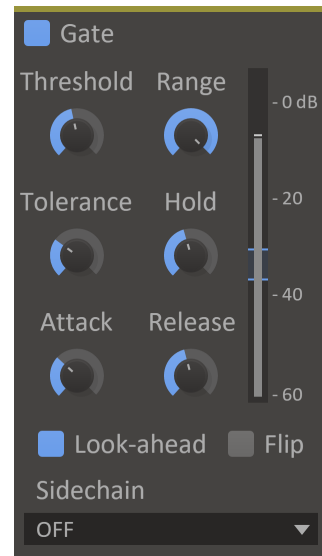 Gate
Threshold Range
- 0 dB
Tolerance Hold
- 20
- 40
Attack Release
- 60
Look-ahead Flip
Sidechain
OFF